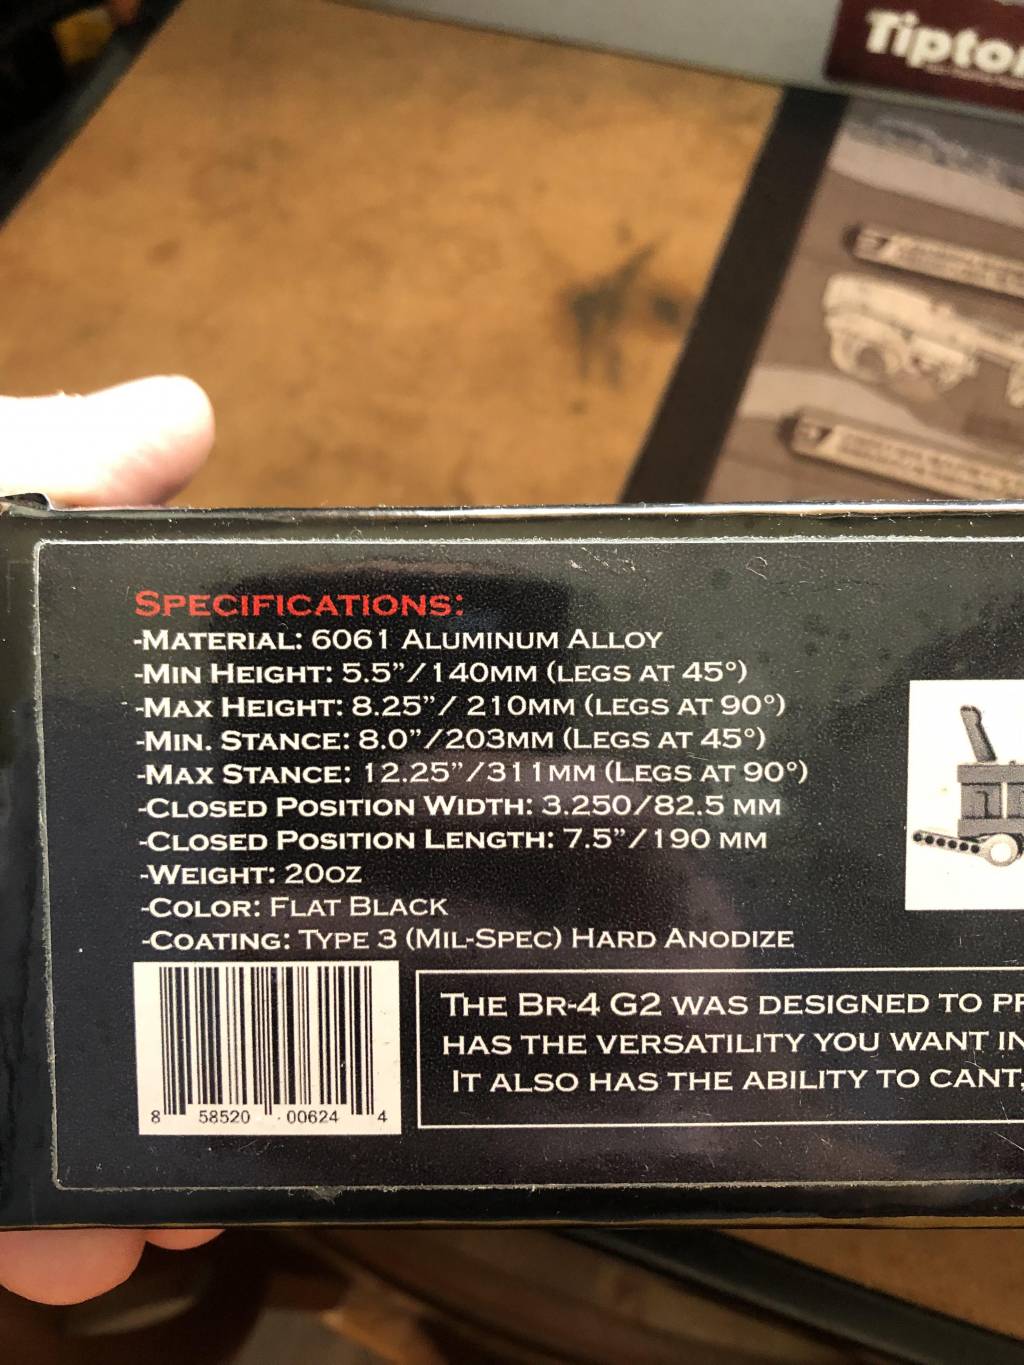 Tipto
SPECIFICATIONS:
-MATERIAL: 6061 ALUMINUM ALLOY
-MIN HEIGHT: 5.5”/140MM (LEGS AT 45°)
-MAX HEIGHT: 8.25”/ 210MM (LEGS AT 90°)
-MIN. STANCE: 8.0”/203MM (LEGS AT 45°)
-MAX STANCE: 12.25”/311MM (LEGS AT 90°)
-CLOSED POSITION WIDTH: 3.250/82.5 MM
-CLOSED POSITION LENGTH: 7.5”/190 MM
-WEIGHT: 20OZ
-COLOR: FLAT BLACK
-COATING: TYPE 3 (MIL-SPEC) HARD ANODIZE
8 58520 00624 4
THE BR-4 G2 WAS DESIGNED TO PR
HAS THE VERSATILITY YOU WANT IN
IT ALSO HAS THE ABILITY TO CANT,